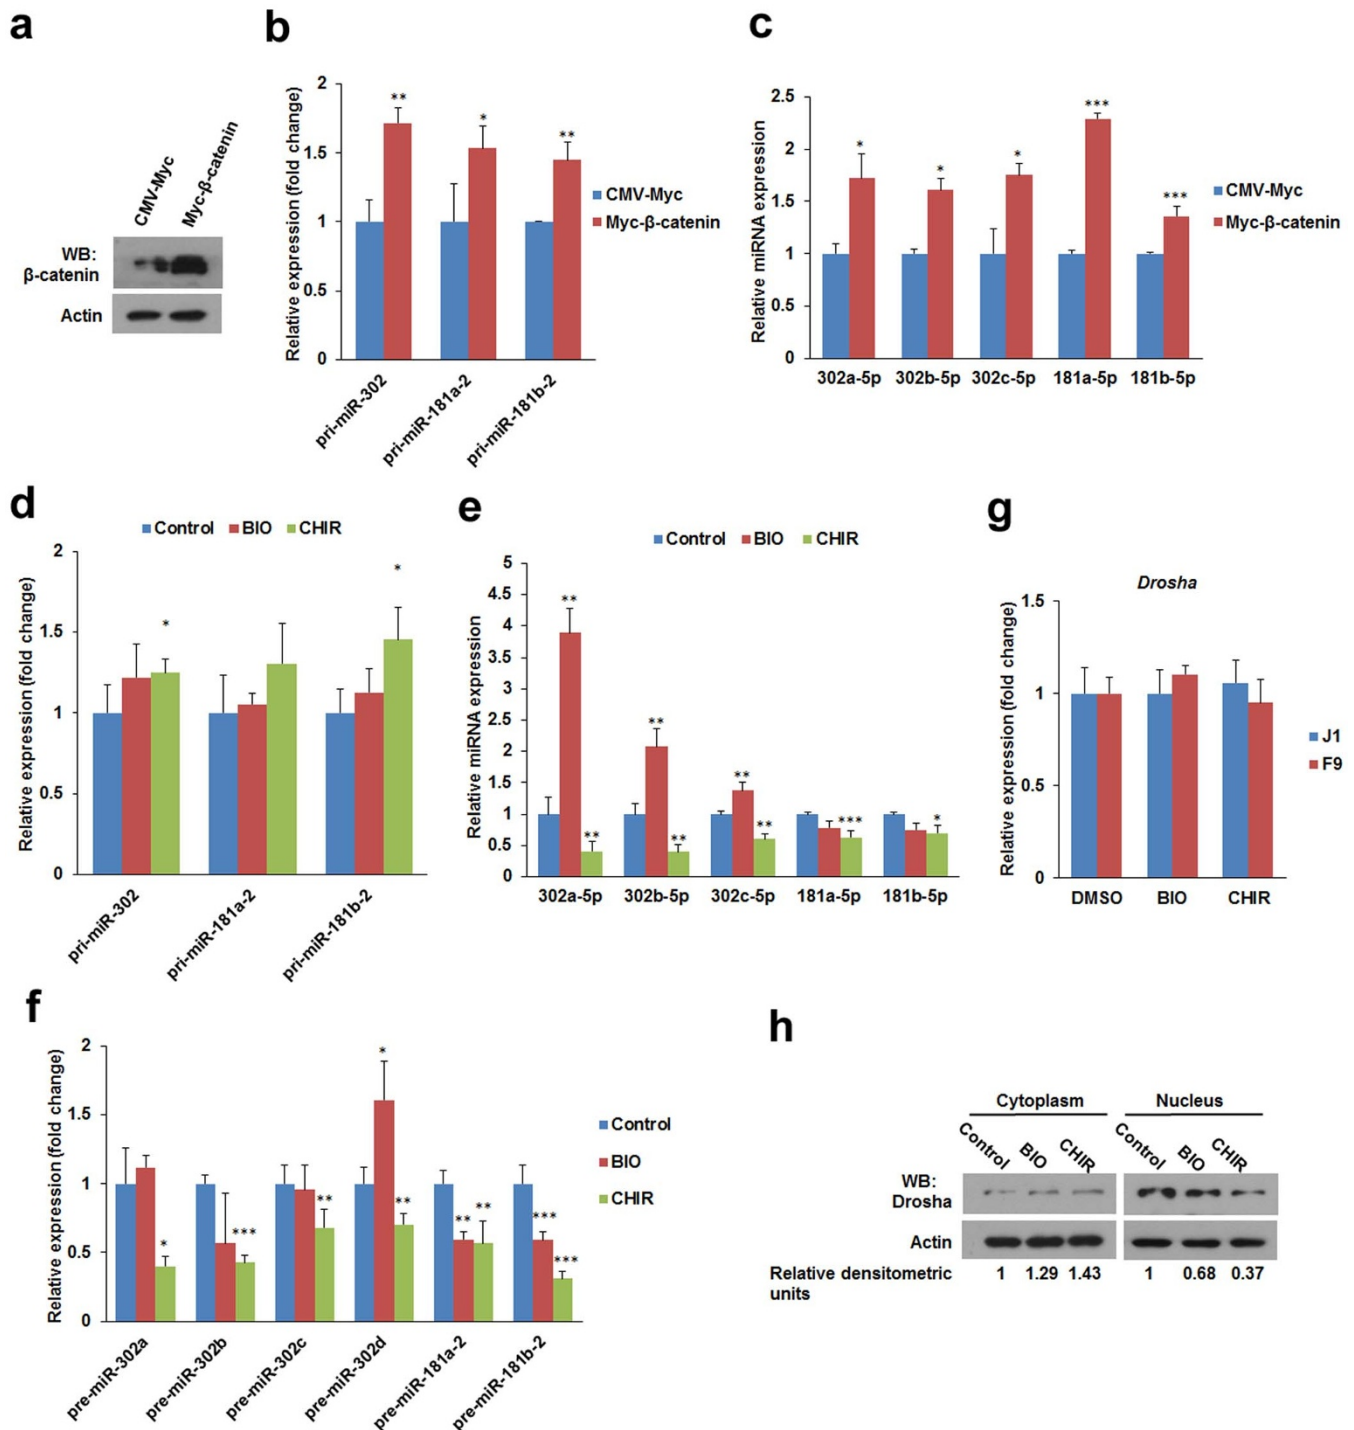 a
CMV-Myc
Myc-β-catenin
WB:
β-catenin
Actin
b
Relative expression (fold change)
2
1.5
1
0.5
0
**
*
**
pri-miR-302
pri-miR-181a-2
pri-miR-181b-2
CMV-Myc
Myc-β-catenin
c
Relative miRNA expression
2.5
2
1.5
1
0.5
0
*
*
*
***
***
302a-5p 302b-5p 302c-5p 181a-5p 181b-5p
CMV-Myc
Myc-β-catenin
d
Control BIO CHIR
Relative expression (fold change)
2
1.5
1
0.5
0
*
*
pri-miR-302
pri-miR-181a-2
pri-miR-181b-2
e
Control BIO CHIR
Relative miRNA expression
5
4.5
4
3.5
3
2.5
2
1.5
1
0.5
0
**
**
**
**
**
**
***
*
302a-5p 302b-5p 302c-5p 181a-5p 181b-5p
g
Drosha
Relative expression (fold change)
1.5
1
0.5
0
DMSO BIO CHIR
J1
F9
f
Relative expression (fold change)
2
1.5
1
0.5
0
*
***
**
*
**
**
**
***
***
pre-miR-302a
pre-miR-302b
pre-miR-302c
pre-miR-302d
pre-miR-181a-2
pre-miR-181b-2
Control
BIO
CHIR
h
Cytoplasm Nucleus
Control BIO CHIR Control BIO CHIR
WB:
Drosha
Actin
Relative densitometric
units
1 1.29 1.43 1 0.68 0.37